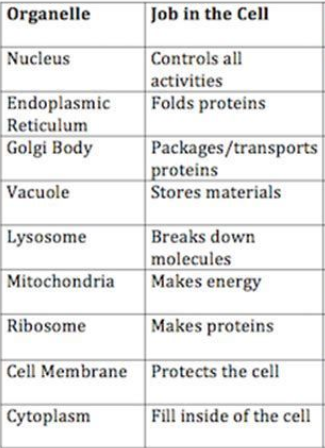 Organelle Job in the Cell
Nucleus Controls all
activities
Endoplasmic Folds proteins
Reticulum
Golgi Body Packages/transports
proteins
Vacuole Stores materials
Lysosome Breaks down
molecules
Mitochondria Makes energy
Ribosome Makes proteins
Cell Membrane Protects the cell
Cytoplasm Fill inside of the cell